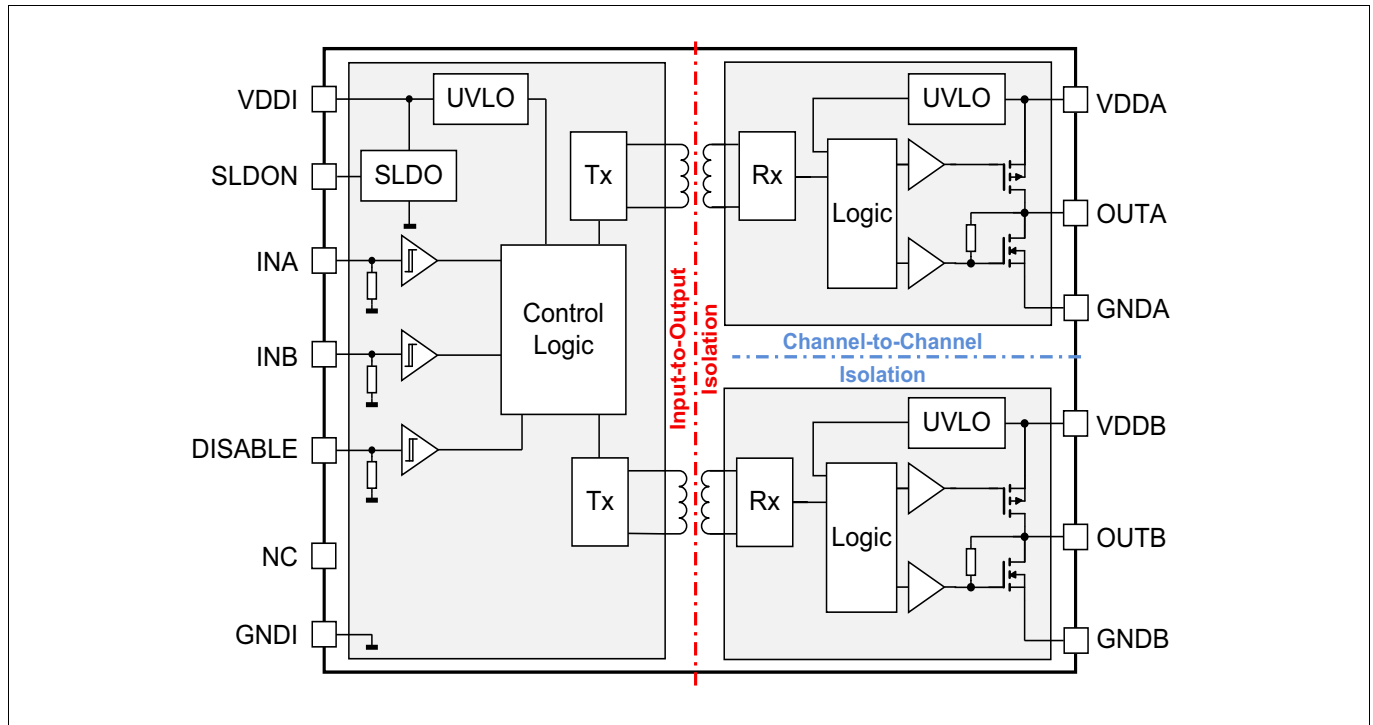 VDDI
SLDON
INA
INB
DISABLE
NC
GNDI
UVLO
SLDO
Control
Logic
Tx
Tx
Input-to-Output
Isolation
Rx
Logic
UVLO
VDDA
OUTA
GNDA
Channel-to-Channel
Isolation
Rx
Logic
UVLO
VDDB
OUTB
GNDB